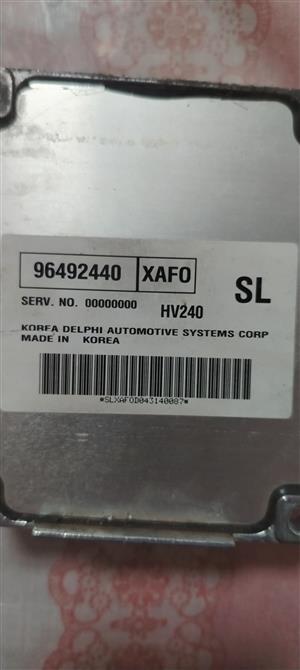 96492440 XAFO
SL
SERV. NO. 00000000 HV240
KOREA DELPHI AUTOMOTIVE SYSTEMS CORP
MADE IN KOREA
*SLXAFOD043140087*